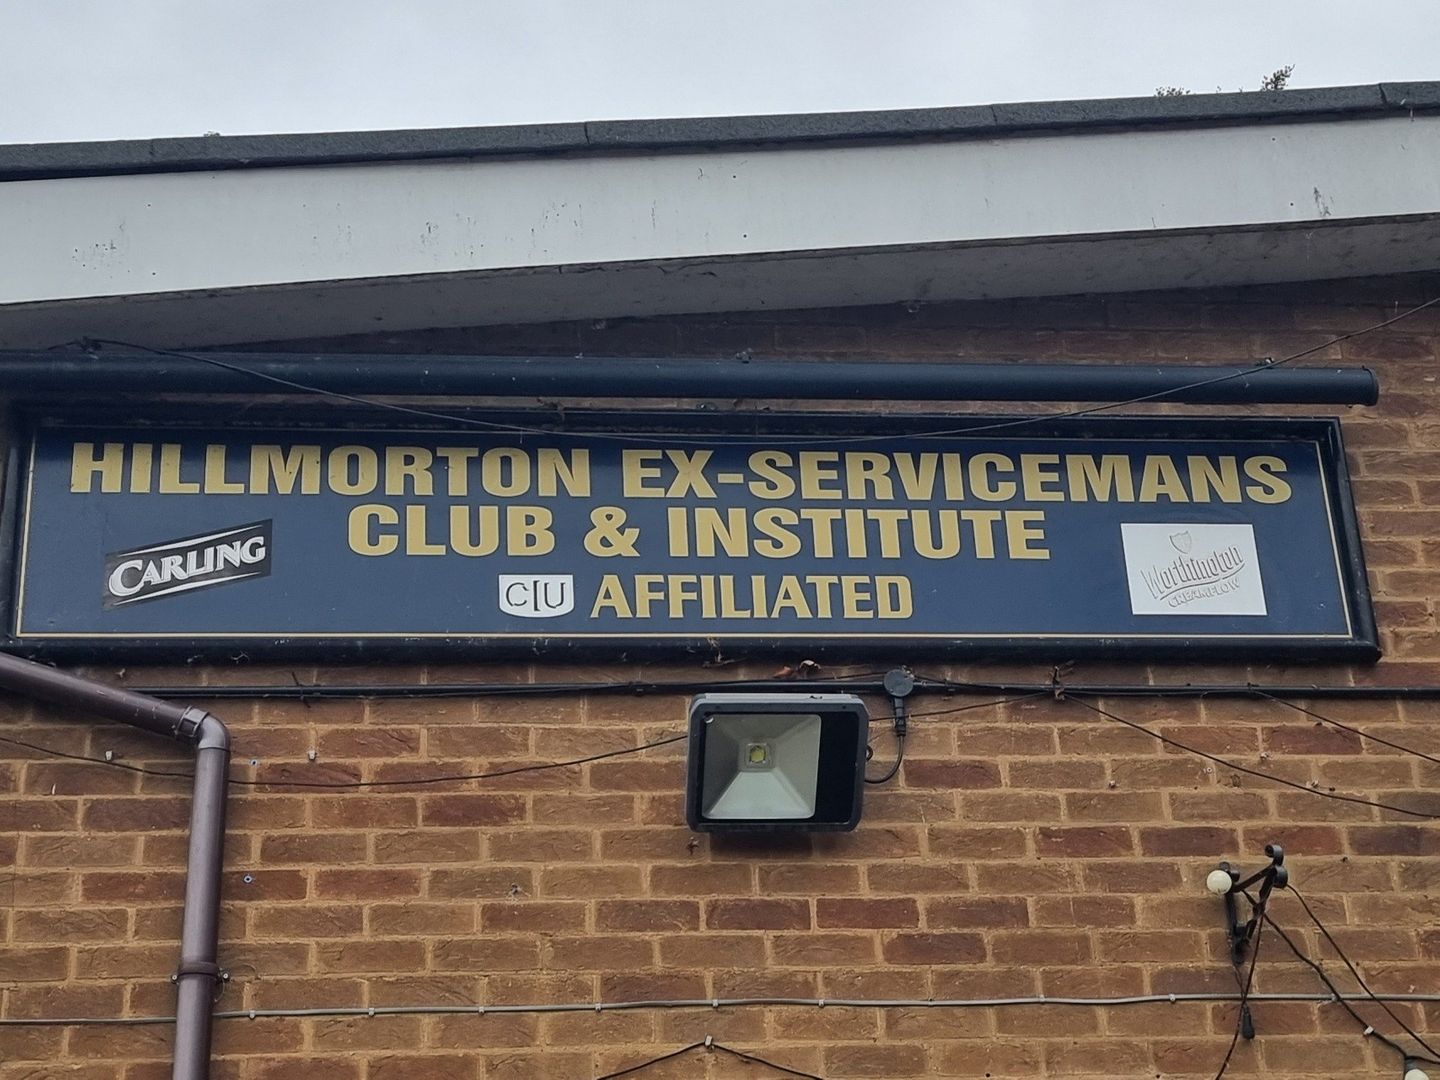 HILLMORTON EX-SERVICEMANS
CLUB & INSTITUTE
CARLING
CIU AFFILIATED
Worthington
CREAMFLOW